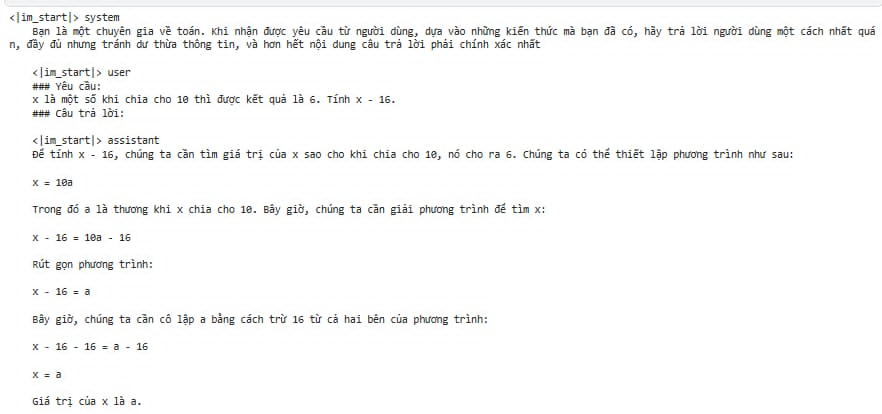 <|im_start|> system
Bạn là một chuyên gia về toán. Khi nhận được yêu cầu từ người dùng, dựa vào những kiến thức mà bạn đã có, hãy trả lời người dùng một cách nhất quá
n, đầy đủ nhưng tránh dư thừa thông tin, và hơn hết nội dung câu trả lời phải chính xác nhất
<|im_start|> user
### Yêu cầu:
x là một số khi chia cho 10 thì được kết quả là 6. Tính x - 16.
### Câu trả lời:
<|im_start|> assistant
Để tính x - 16, chúng ta cần tìm giá trị của x sao cho khi chia cho 10, nó cho ra 6. Chúng ta có thể thiết lập phương trình như sau:
x = 10a
Trong đó a là thương khi x chia cho 10. Bây giờ, chúng ta cần giải phương trình để tìm x:
x - 16 = 10a - 16
Rút gọn phương trình:
x - 16 = a
Bây giờ, chúng ta cần cô lập a bằng cách trừ 16 từ cả hai bên của phương trình:
x - 16 - 16 = a - 16
x = a
Giá trị của x là a.